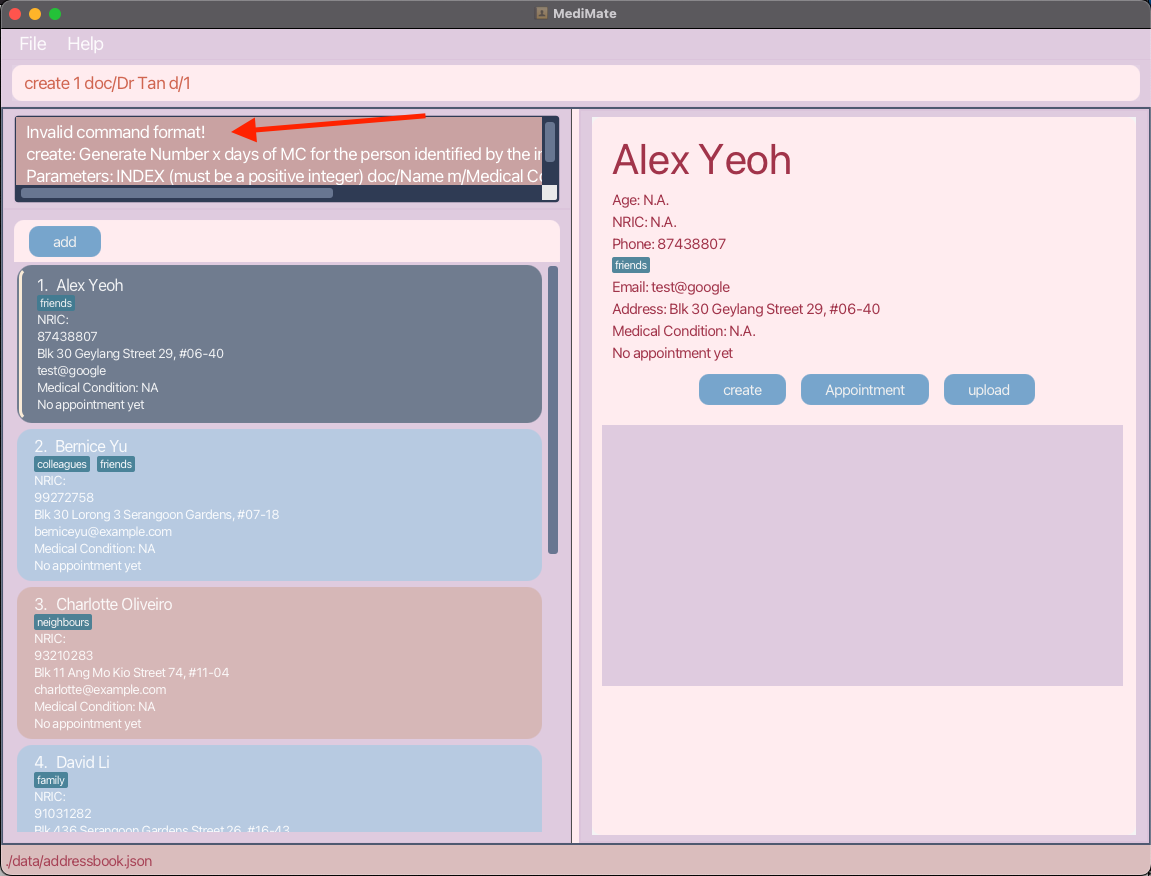 MediMate
File Help
create 1 doc/Dr Tan d/1
Invalid command format!
create: Generate Number x days of MC for the person identified by the
Parameters: INDEX (must be a positive integer) doc/Name m/Medical
add
1. Alex Yeoh
friends
NRIC:
87438807
Blk 30 Geylang Street 29, #06-40
test@google
Medical Condition: NA
No appointment yet
2. Bernice Yu
colleagues friends
NRIC:
99272758
Blk 30 Lorong 3 Serangoon Gardens, #07-18
berniceyu@example.com
Medical Condition: NA
No appointment yet
3. Charlotte Oliveiro
neighbours
NRIC:
93210283
Blk 11 Ang Mo Kio Street 74, #11-04
charlotte@example.com
Medical Condition: NA
No appointment yet
4. David Li
family
NRIC:
91031282
Blk 436 Serangoon Gardens Street 26, #16-43
Alex Yeoh
Age: N.A.
NRIC: N.A.
Phone: 87438807
friends
Email: test@google
Address: Blk 30 Geylang Street 29, #06-40
Medical Condition: N.A.
No appointment yet
create Appointment upload
./data/addressbook.json